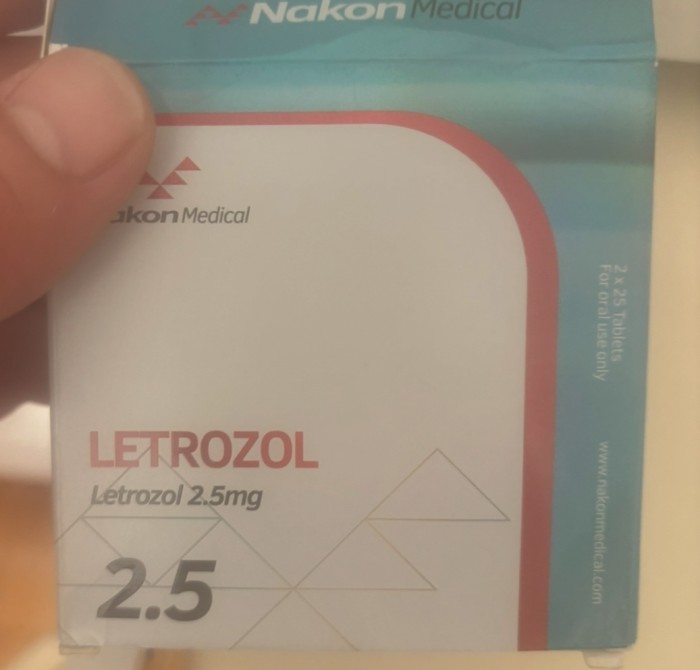 Nakon Medical
akon Medical
LETROZOL
Letrozol 2.5mg
2.5
2 x 25 Tablets
For oral use only
www.nakonmedical.com